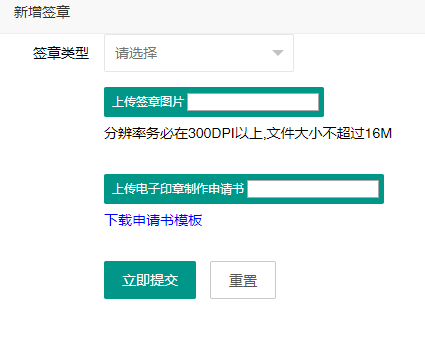 新增签章
签章类型 请选择
上传签章图片
分辨率务必在300DPI以上,文件大小不超过16M
上传电子印章制作申请书
下载申请书模板
立即提交 重置